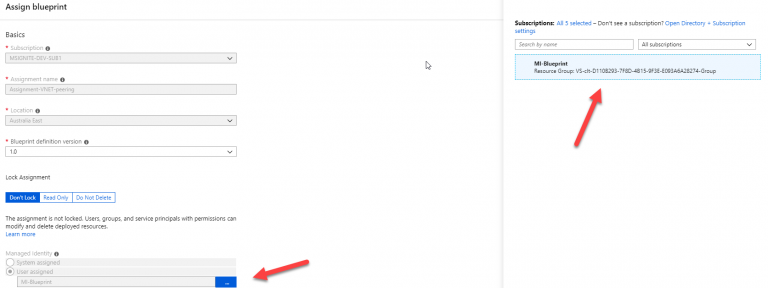 Assign blueprint
Basics
* Subscription
MSIGNITE-DEV-SUB1
* Assignment name
Assignment-VNET-peering
* Location
Australia East
* Blueprint definition version
1.0
Lock Assignment
Don't Lock Read Only Do Not Delete
The assignment is not locked. Users, groups, and service principals with permissions can
modify and delete deployed resources.
Learn more
Managed Identity
System assigned
User assigned
MI-Blueprint ...
Subscriptions: All 3 selected – Don't see a subscription? Open Directory + Subscription
settings
Search by name All subscriptions
MI-Blueprint
Resource Group: VS-clt-D1108293-7F8D-4B15-9F3E-E093A6A28274-Group